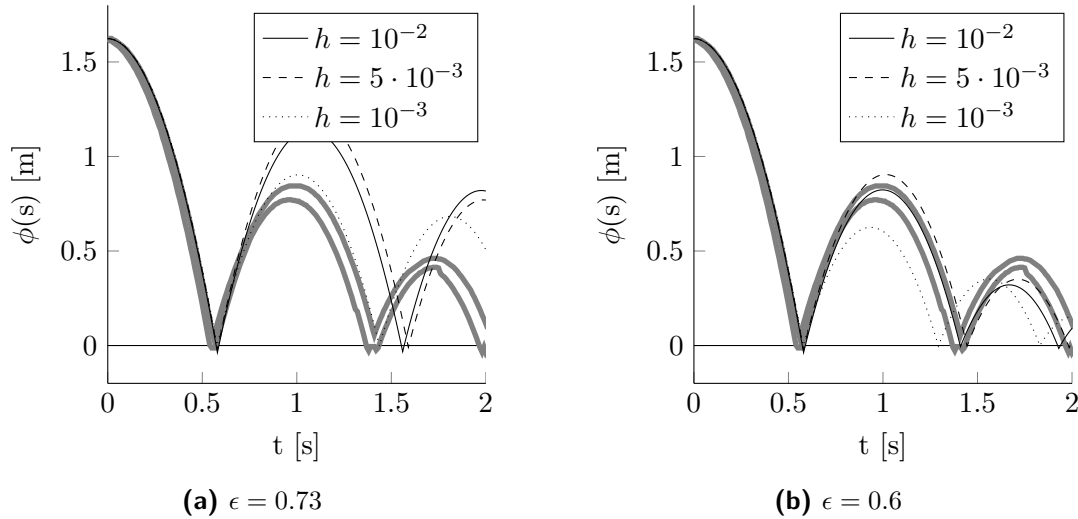 h = 10⁻²
h = 5 · 10⁻³
h = 10⁻³
1.5
1
0.5
0
ϕ(s) [m]
0 0.5 1 1.5 2
t [s]
(a) ϵ = 0.73
h = 10⁻²
h = 5 · 10⁻³
h = 10⁻³
1.5
1
0.5
0
ϕ(s) [m]
0 0.5 1 1.5 2
t [s]
(b) ϵ = 0.6